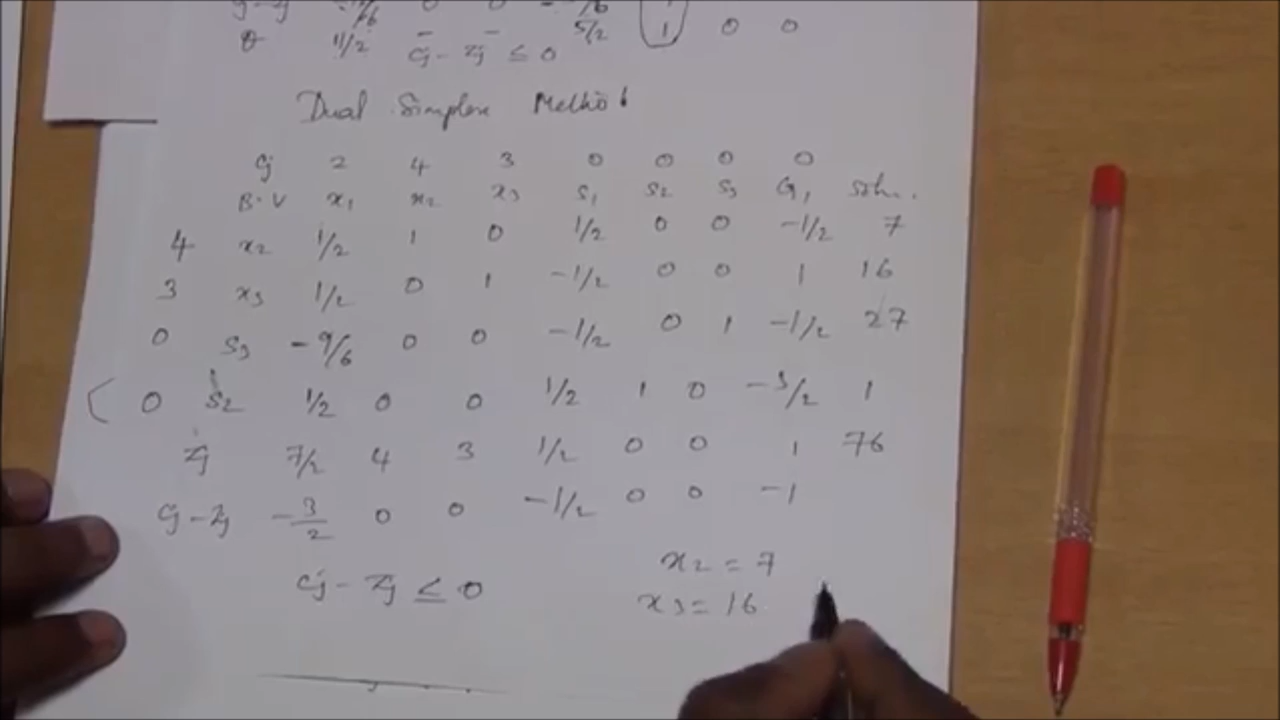 5/2 1 0 0
θ 11/2 Cj - Zj ≤ 0
Dual Simplex Method
Cj 2 4 3 0 0 0 0
B.V x1 x2 x3 S1 S2 S3 G1 Soln.
4 x2 1/2 1 0 1/2 0 0 -1/2 7
3 x3 1/2 0 1 -1/2 0 0 1 16
0 S3 -9/6 0 0 -1/2 0 1 -1/2 27
0 S2 1/2 0 0 1/2 1 0 -3/2 1
Zj 7/2 4 3 1/2 0 0 1 76
Cj - Zj -3/2 0 0 -1/2 0 0 -1
Cj - Zj ≤ 0
x2 = 7
x3 = 16